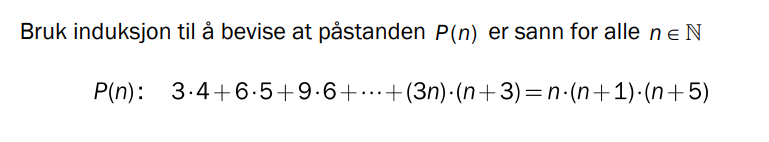 Bruk induksjon til å bevise at påstanden P(n) er sann for alle n ∈ ℕ
P(n): 3·4+6·5+9·6+⋯+(3n)·(n+3)=n·(n+1)·(n+5)